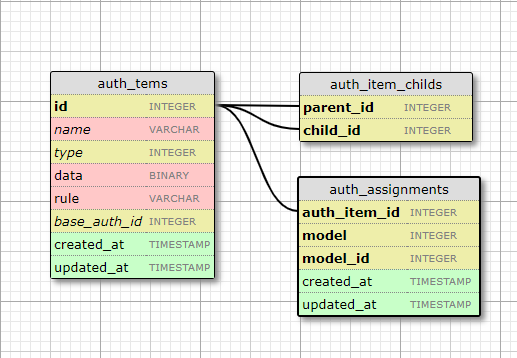 auth_tems
id INTEGER
name VARCHAR
type INTEGER
data BINARY
rule VARCHAR
base_auth_id INTEGER
created_at TIMESTAMP
updated_at TIMESTAMP
auth_item_childs
parent_id INTEGER
child_id INTEGER
auth_assignments
auth_item_id INTEGER
model INTEGER
model_id INTEGER
created_at TIMESTAMP
updated_at TIMESTAMP